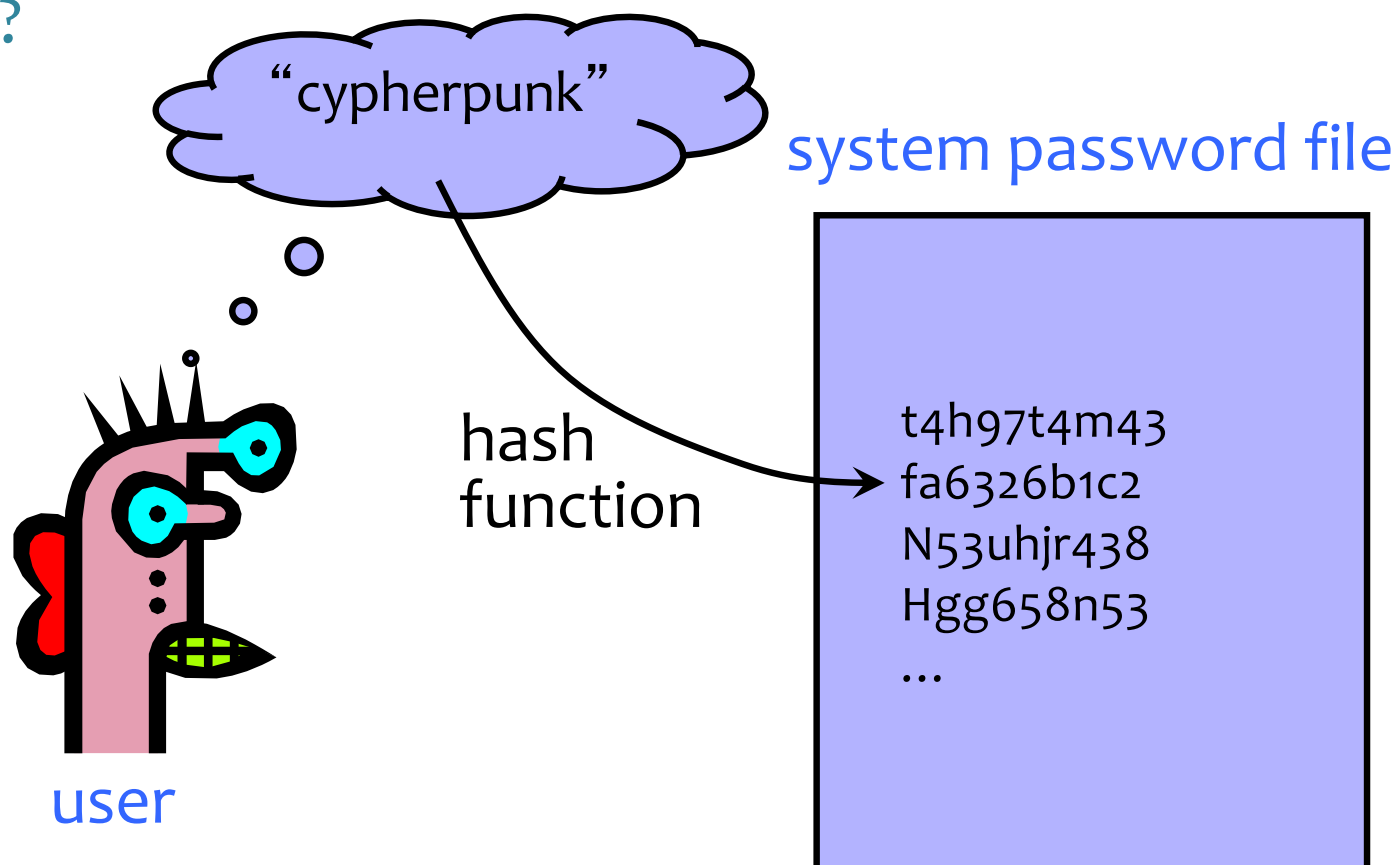 ?
“cypherpunk”
system password file
hash
function
t4h97t4m43
fa6326b1c2
N53uhjr438
Hgg658n53
...
user